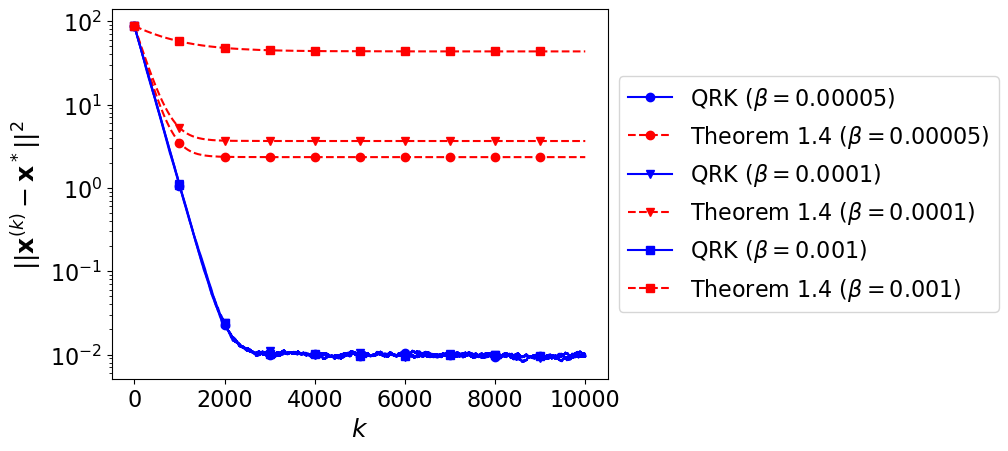 10²
10¹
10⁰
10⁻¹
10⁻²
||x⁽ᵏ⁾ − x*||²
0 2000 4000 6000 8000 10000
k
QRK (β = 0.00005)
Theorem 1.4 (β = 0.00005)
QRK (β = 0.0001)
Theorem 1.4 (β = 0.0001)
QRK (β = 0.001)
Theorem 1.4 (β = 0.001)